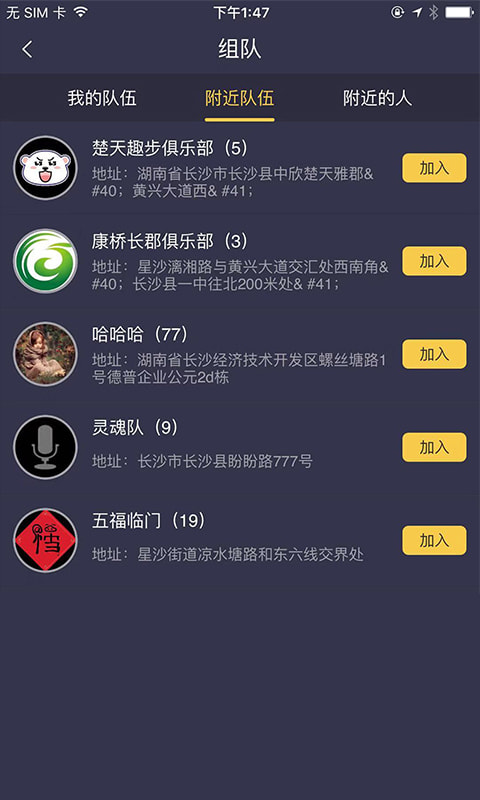 无 SIM 卡 下午1:47
组队
我的队伍 附近队伍 附近的人
楚天趣步俱乐部（5）
地址：湖南省长沙市长沙县中欣楚天雅郡&
#40；黄兴大道西& #41；
加入
康桥长郡俱乐部（3）
地址：星沙漓湘路与黄兴大道交汇处西南角&
#40；长沙县一中往北200米处& #41；
加入
哈哈哈（77）
地址：湖南省长沙经济技术开发区螺丝塘路1
号德普企业公元2d栋
加入
灵魂队（9）
地址：长沙市长沙县盼盼路777号
加入
五福临门（19）
地址：星沙街道凉水塘路和东六线交界处
加入